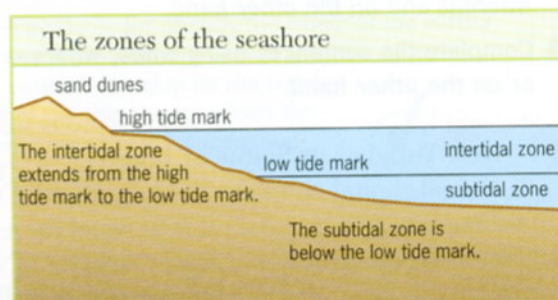 The zones of the seashore
sand dunes
high tide mark
The intertidal zone
extends from the high
tide mark to the low tide mark.
low tide mark
intertidal zone
subtidal zone
The subtidal zone is
below the low tide mark.